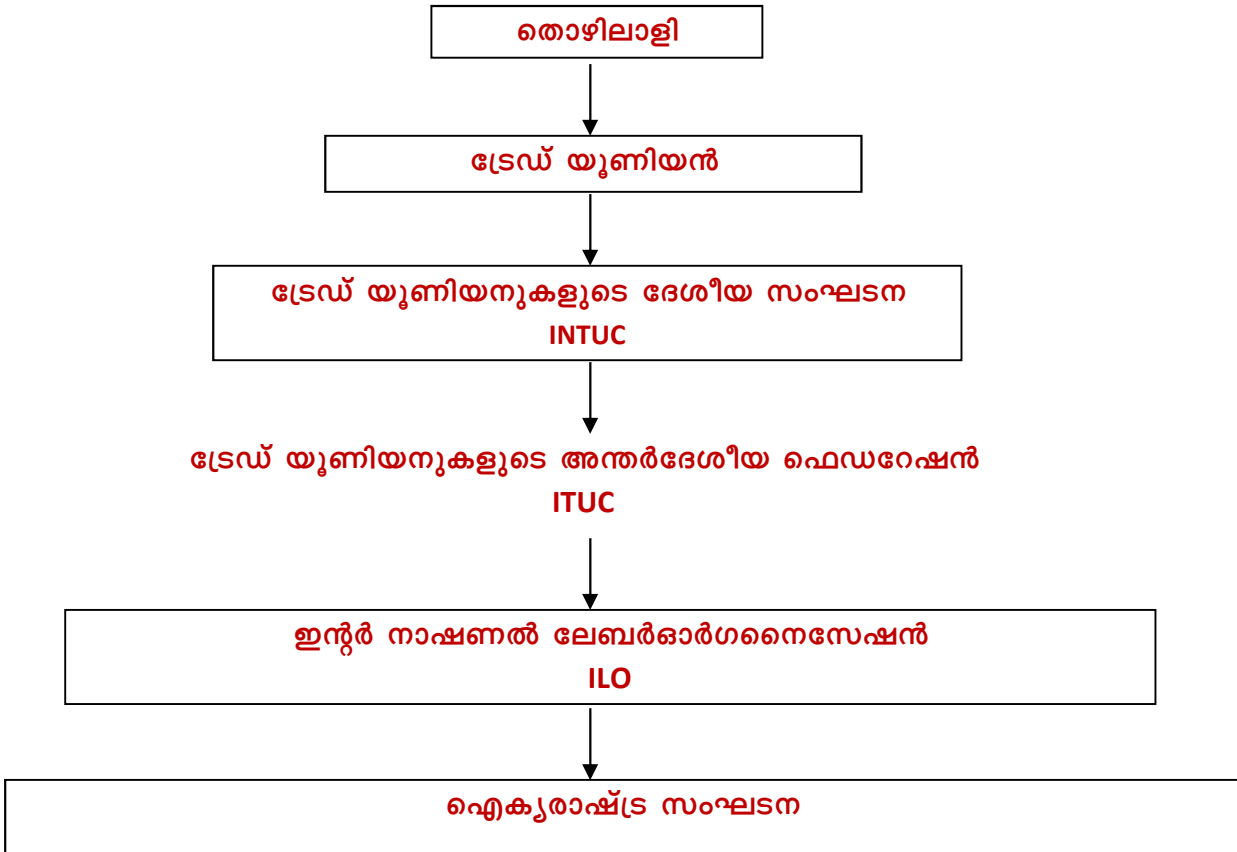 തൊഴിലാളി
ട്രേഡ് യൂണിയൻ
ട്രേഡ് യൂണിയനുകളുടെ ദേശീയ സംഘടന
INTUC
ട്രേഡ് യൂണിയനുകളുടെ അന്തർദേശീയ ഫെഡറേഷൻ
ITUC
ഇന്റർ നാഷണൽ ലേബർഓർഗനൈസേഷൻ
ILO
ഐക്യരാഷ്ട്ര സംഘടന